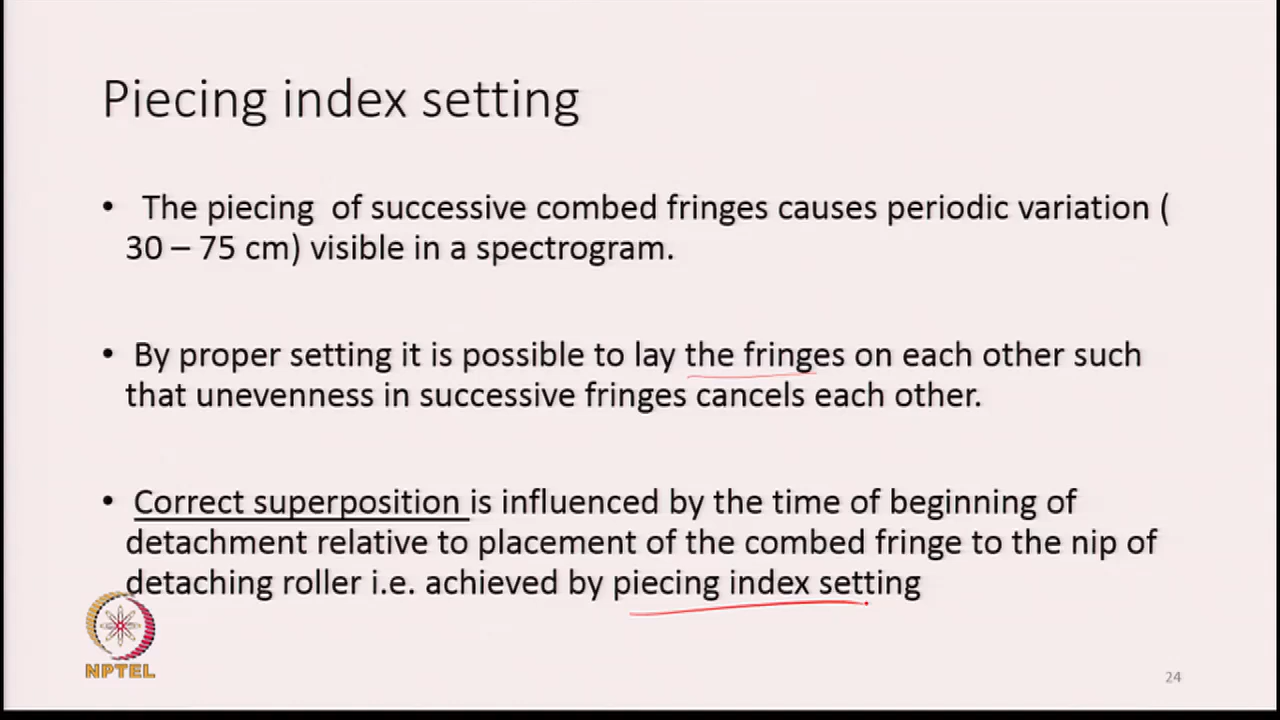 Piecing index setting
• The piecing of successive combed fringes causes periodic variation (
30 – 75 cm) visible in a spectrogram.
• By proper setting it is possible to lay the fringes on each other such
that unevenness in successive fringes cancels each other.
• Correct superposition is influenced by the time of beginning of
detachment relative to placement of the combed fringe to the nip of
detaching roller i.e. achieved by piecing index setting
NPTEL
24